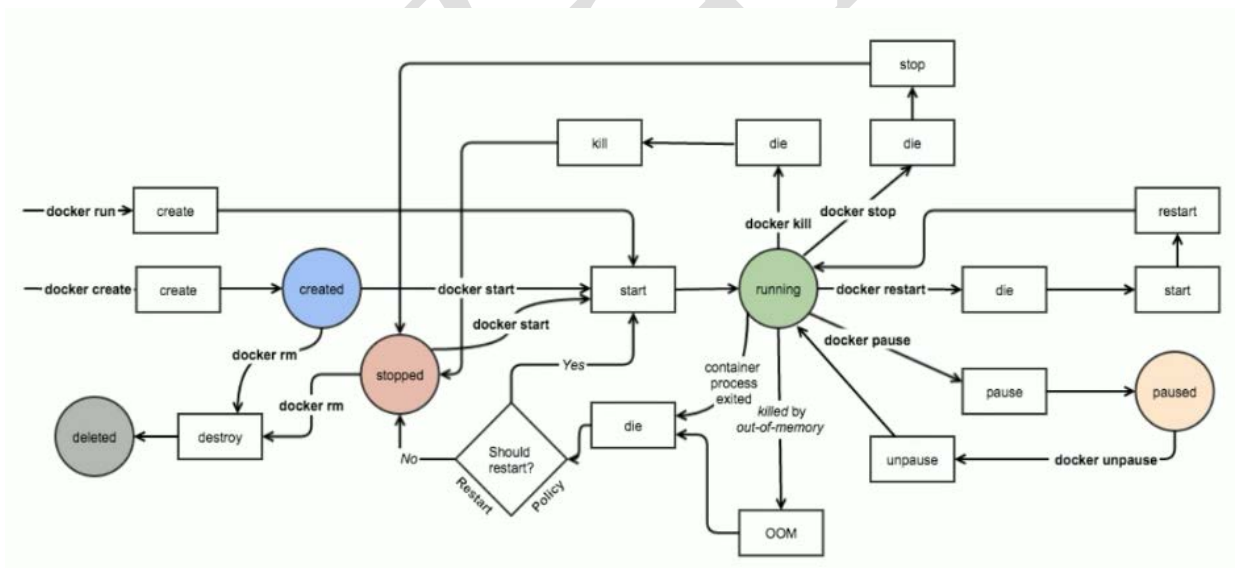 stop
kill
die
die
docker run
create
docker kill
docker stop
restart
docker create
create
created
docker start
start
running
docker restart
die
start
docker start
docker pause
docker rm
stopped
Yes
container
process
exited
pause
paused
docker rm
killed by
out-of-memory
deleted
destroy
No
Should
restart?
Restart
Policy
die
unpause
docker unpause
OOM